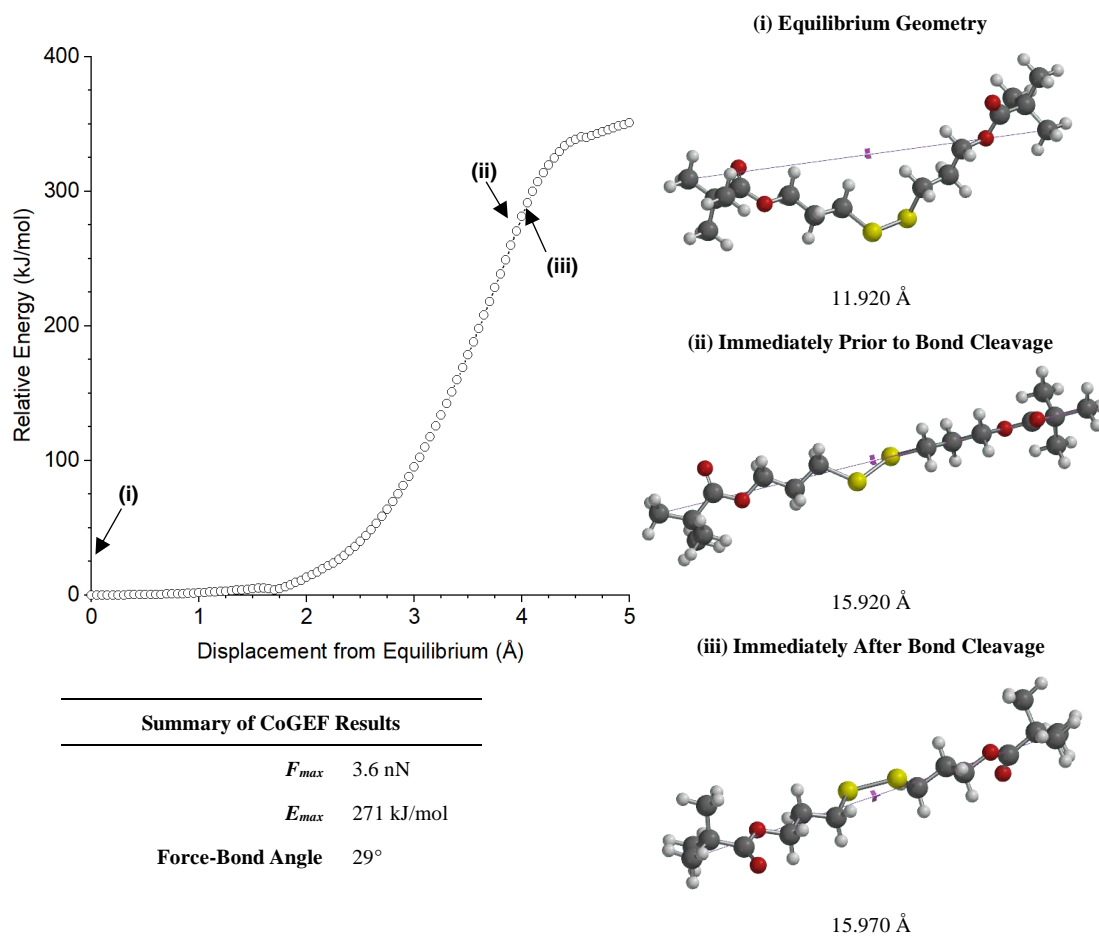 (i) Equilibrium Geometry
11.920 Å
(ii) Immediately Prior to Bond Cleavage
15.920 Å
(iii) Immediately After Bond Cleavage
15.970 Å
400
300
200
100
0
Relative Energy (kJ/mol)
(i)
(ii)
(iii)
0 1 2 3 4 5
Displacement from Equilibrium (Å)
Summary of CoGEF Results
Fmax 3.6 nN
Emax 271 kJ/mol
Force-Bond Angle 29°